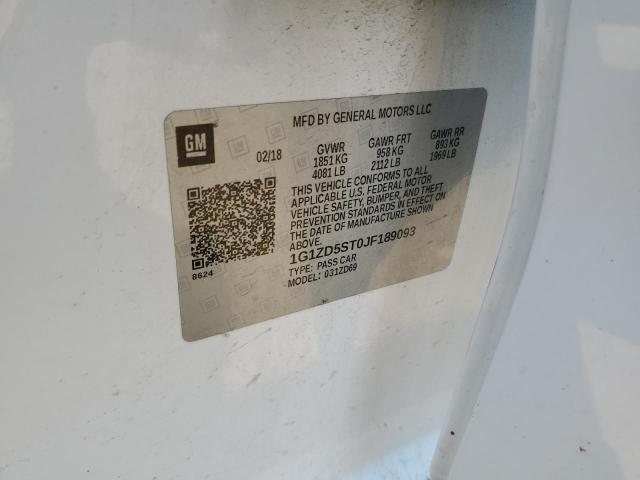 MFD BY GENERAL MOTORS LLC
GM
02/18
GVWR GAWR FRT GAWR RR
1851 KG 958 KG 893 KG
4081 LB 2112 LB 1969 LB
THIS VEHICLE CONFORMS TO ALL
APPLICABLE U.S. FEDERAL MOTOR
VEHICLE SAFETY, BUMPER, AND THEFT
PREVENTION STANDARDS IN EFFECT ON
THE DATE OF MANUFACTURE SHOWN
ABOVE.
1G1ZD5ST0JF189093
TYPE: PASS CAR
MODEL: 031ZD69
8624